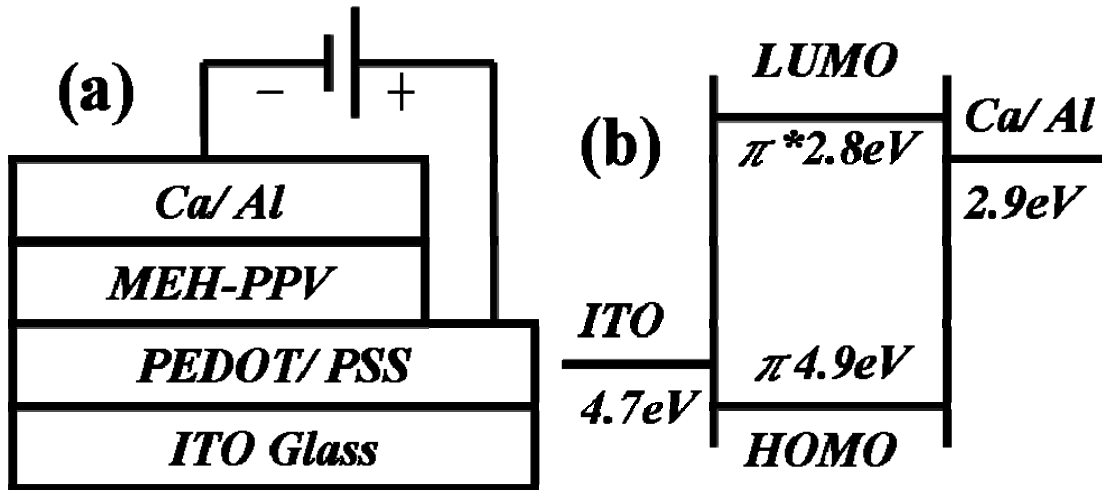 (a)
− +
Ca/ Al
MEH-PPV
PEDOT/ PSS
ITO Glass
(b)
LUMO
π*2.8eV
Ca/ Al
2.9eV
ITO
4.7eV
π4.9eV
HOMO